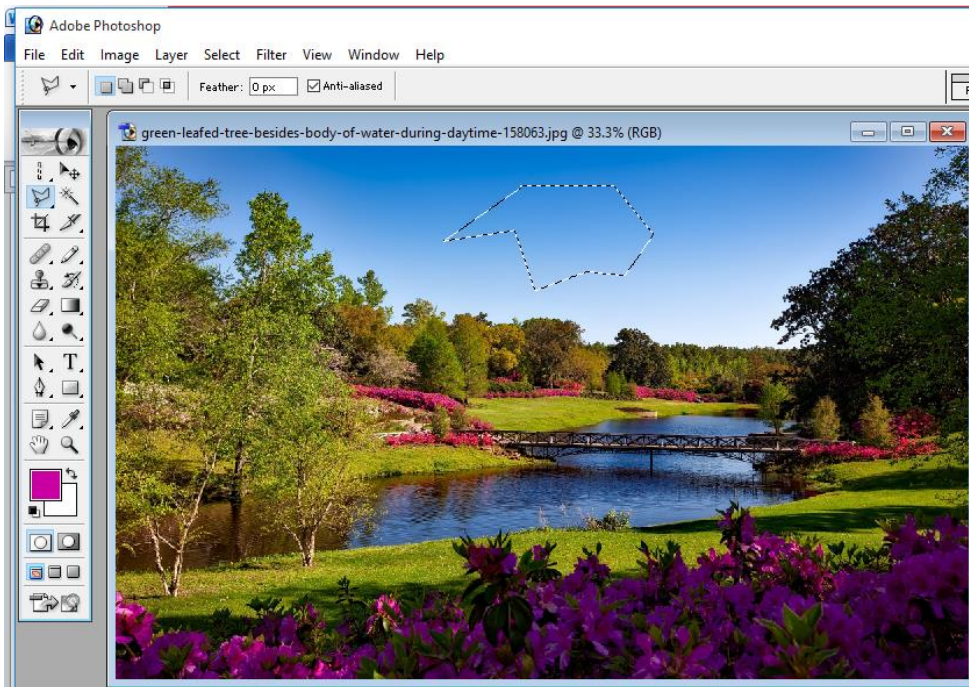 Adobe Photoshop
File Edit Image Layer Select Filter View Window Help
Feather: 0 px Anti-aliased
green-leafed-tree-besides-body-of-water-during-daytime-158063.jpg @ 33.3% (RGB)
T